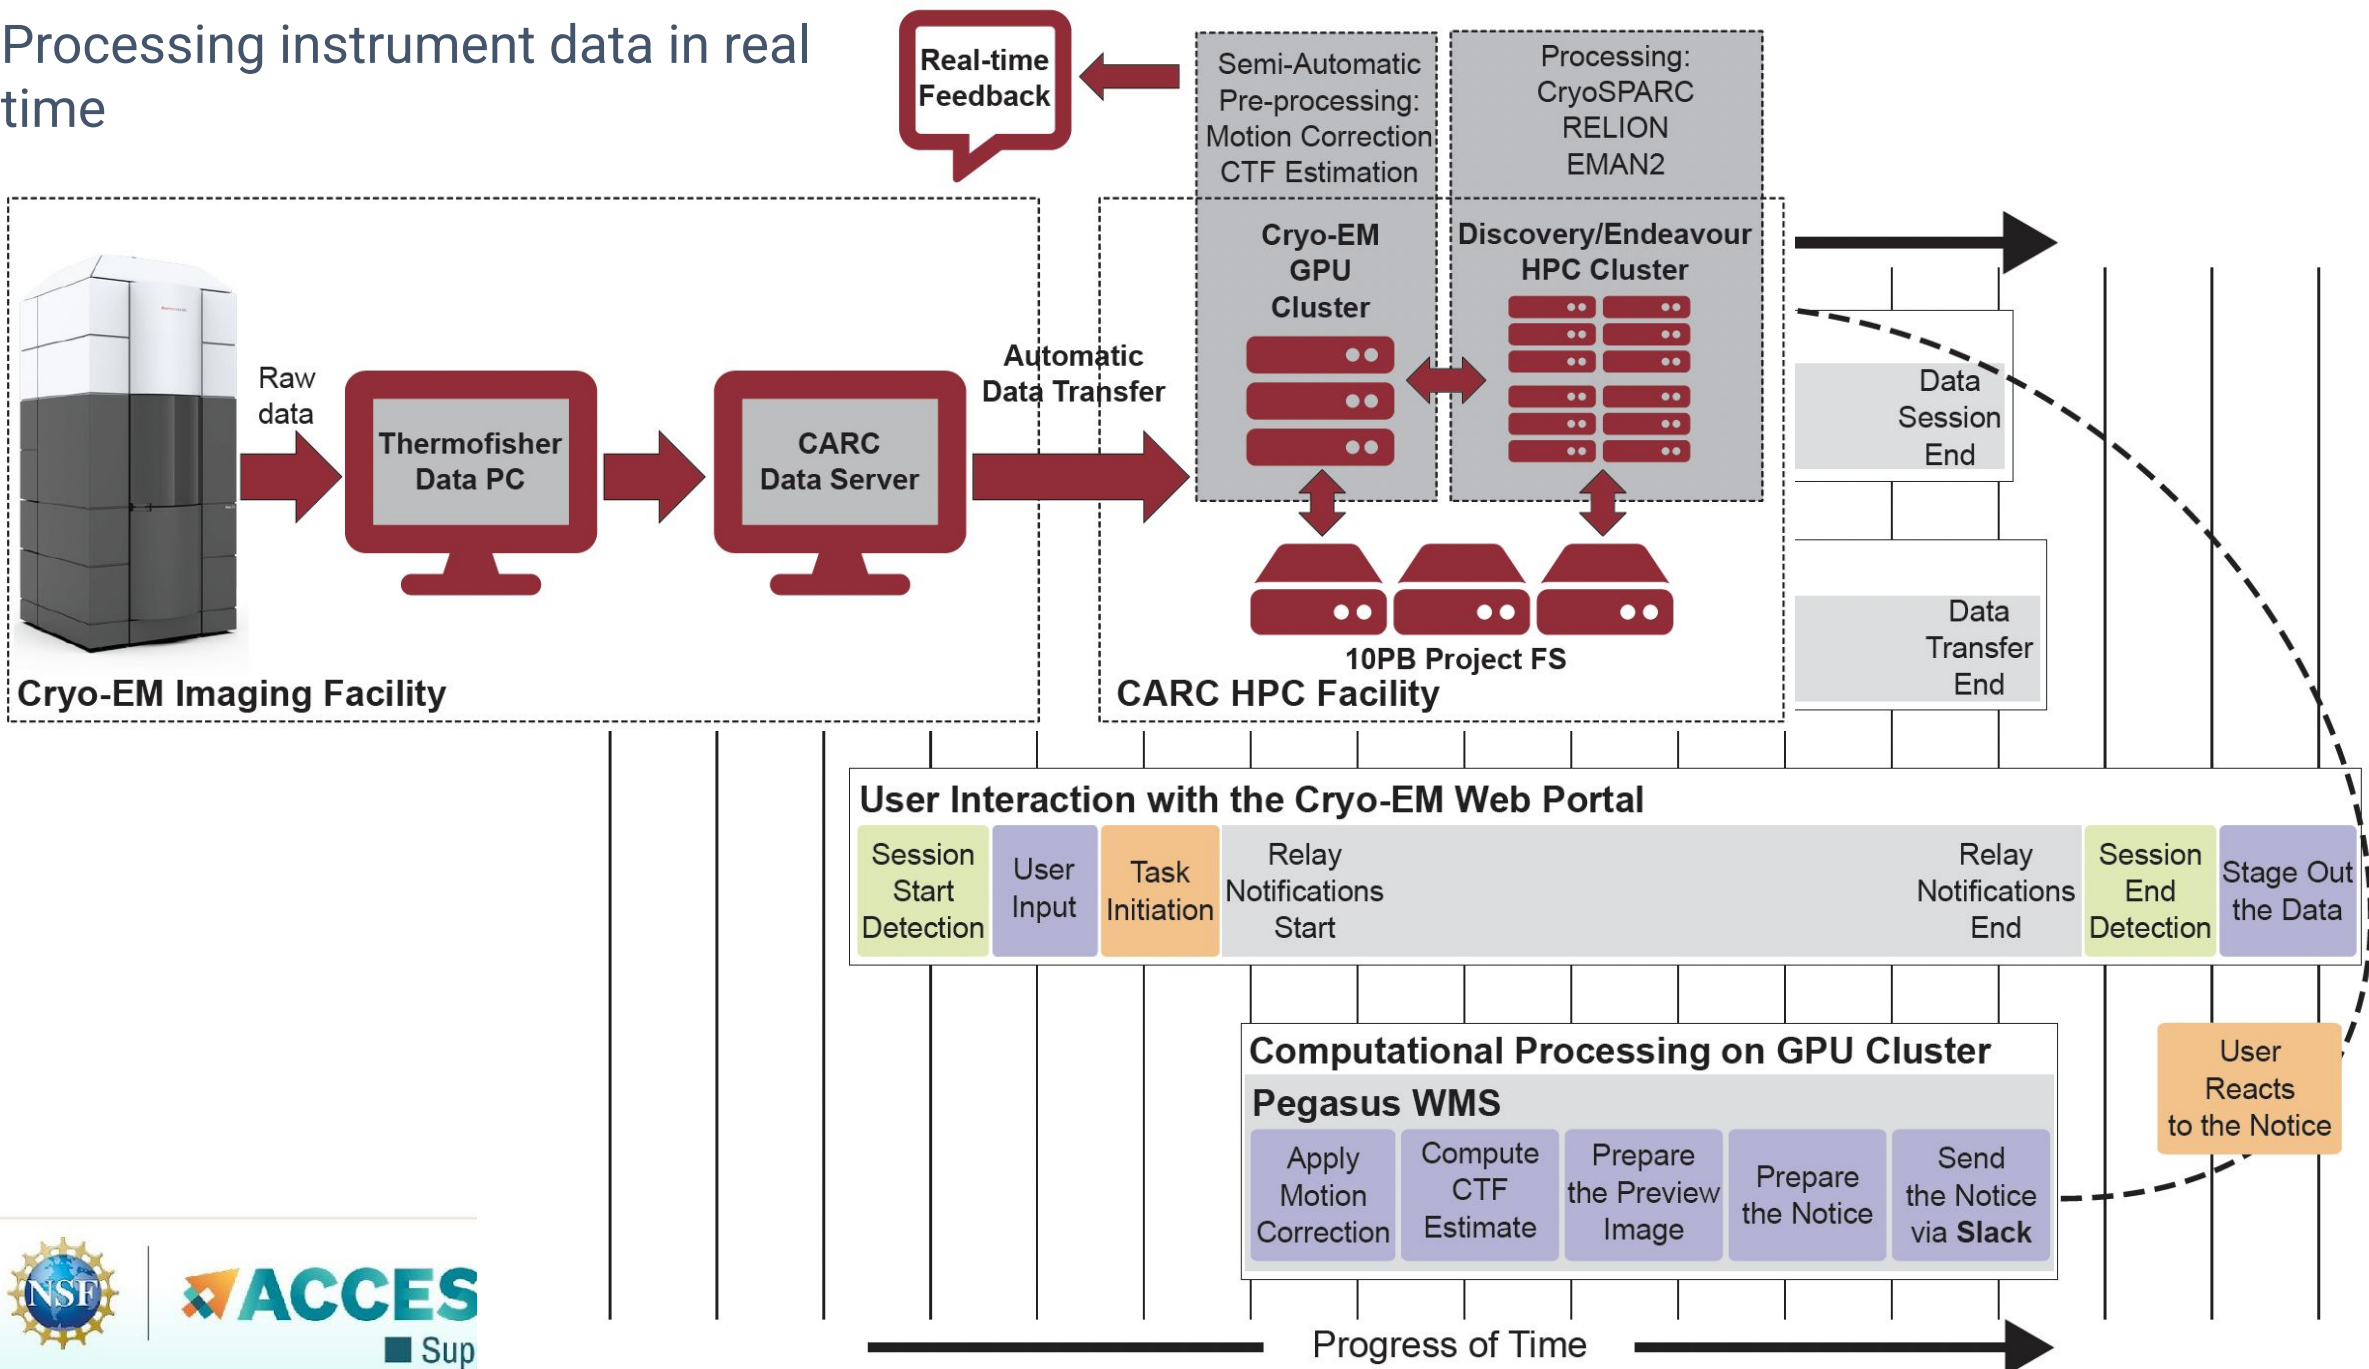 Processing instrument data in real
time
Real-time
Feedback
Semi-Automatic
Pre-processing:
Motion Correction
CTF Estimation
Processing:
CryoSPARC
RELION
EMAN2
Cryo-EM
GPU
Cluster
Discovery/Endeavour
HPC Cluster
Raw
data
Thermofisher
Data PC
CARC
Data Server
Automatic
Data Transfer
10PB Project FS
Cryo-EM Imaging Facility
CARC HPC Facility
Data
Session
End
Data
Transfer
End
User Interaction with the Cryo-EM Web Portal
Session
Start
Detection
User
Input
Task
Initiation
Relay
Notifications
Start
Relay
Notifications
End
Session
End
Detection
Stage Out
the Data
Computational Processing on GPU Cluster
Pegasus WMS
Apply
Motion
Correction
Compute
CTF
Estimate
Prepare
the Preview
Image
Prepare
the Notice
Send
the Notice
via Slack
User
Reacts
to the Notice
Progress of Time
NSF
ACCES
Sup